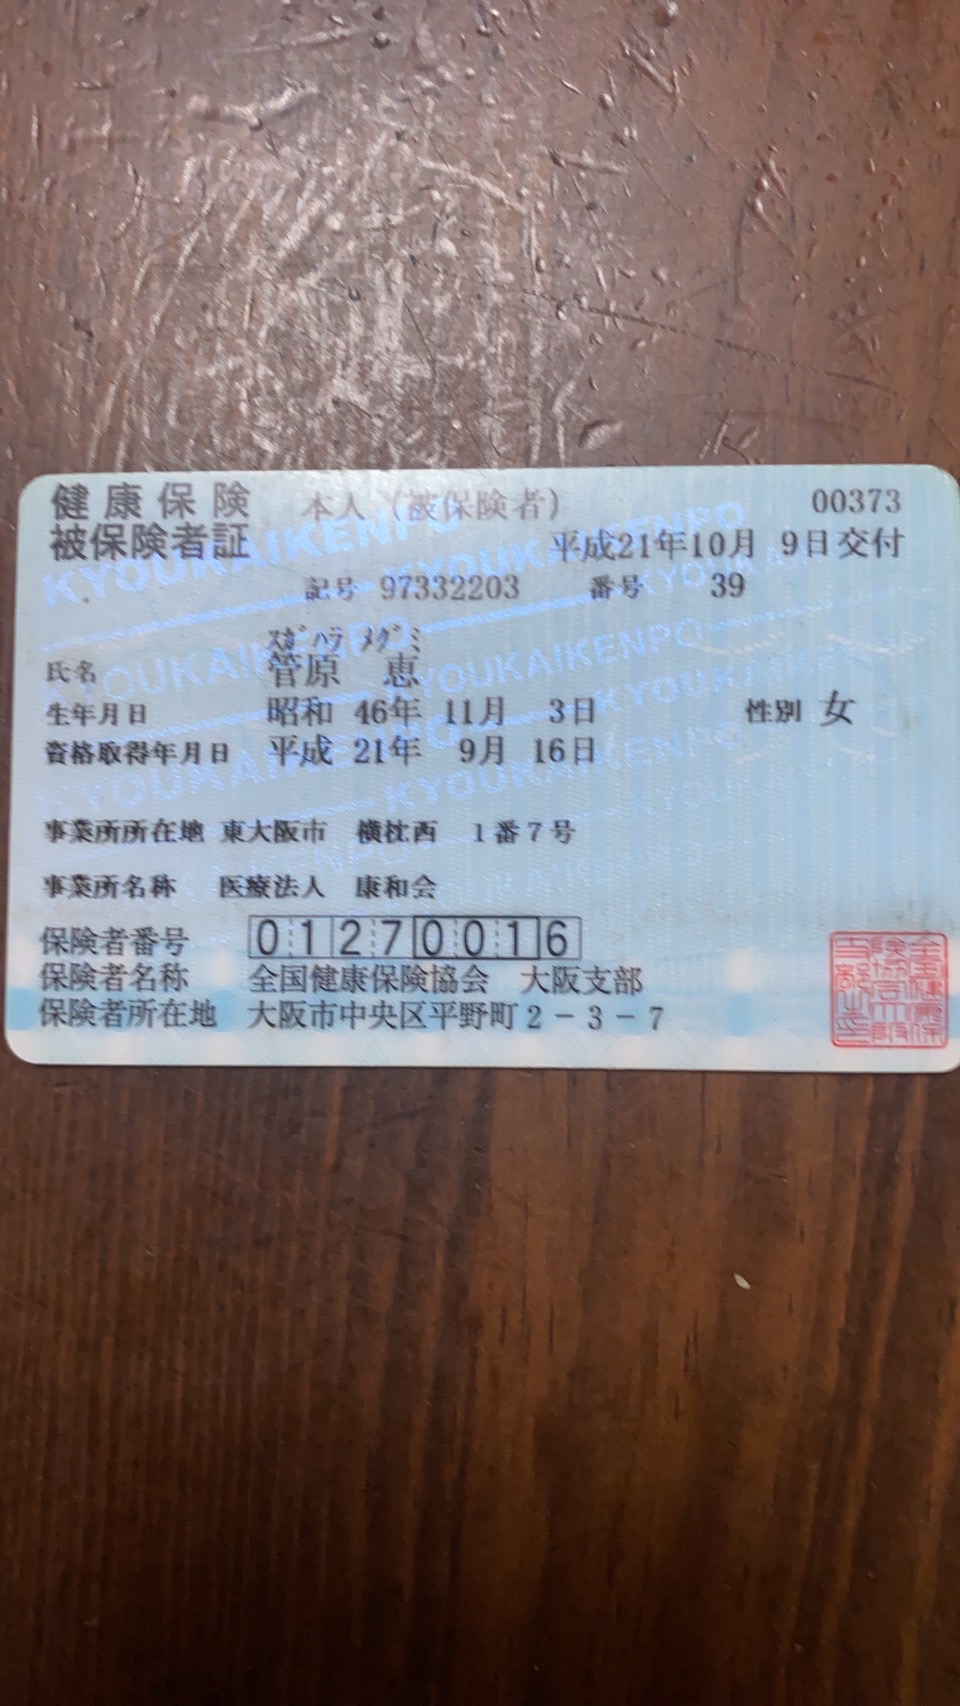 健康保険 本人（被保険者） 00373
被保険者証 平成21年10月 9日交付
記号 97332203 番号 39
ｽｶﾞﾊﾗ ﾒｸﾞﾐ
氏名 菅原 恵
生年月日 昭和 46年 11月 3日 性別 女
資格取得年月日 平成 21年 9月 16日
事業所所在地 東大阪市 横枕西 1番7号
事業所名称 医療法人 康和会
保険者番号 01270016
保険者名称 全国健康保険協会 大阪支部
保険者所在地 大阪市中央区平野町2-3-7
KYOUKAIKENPO